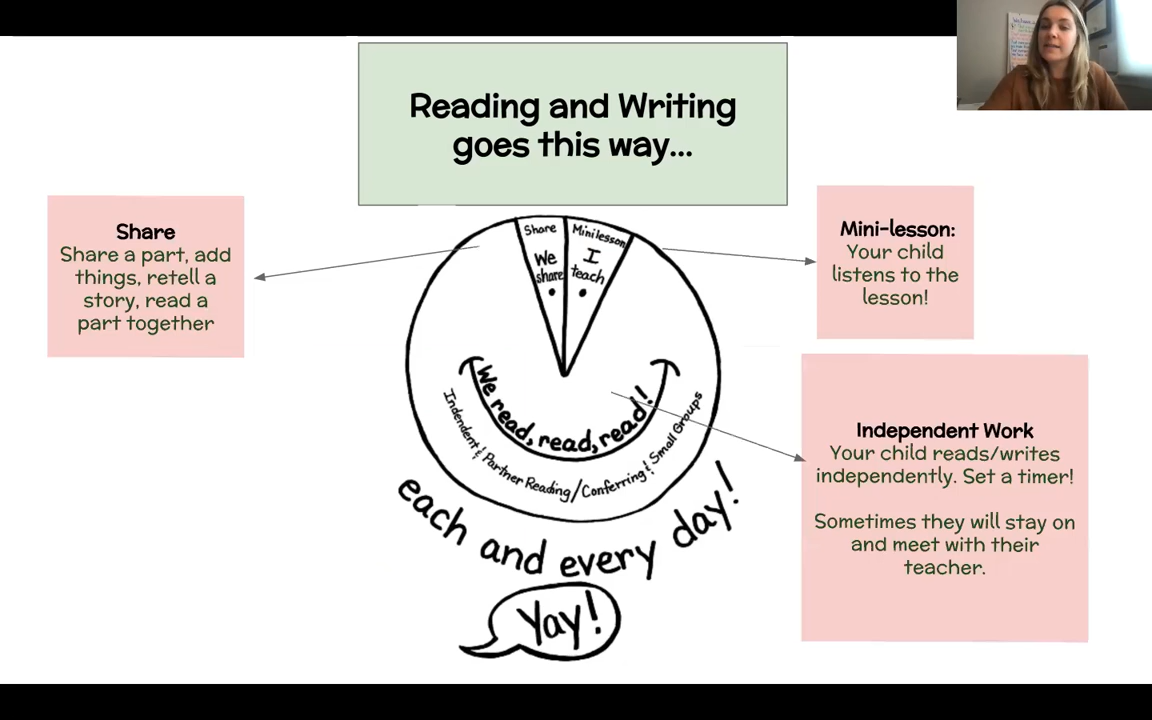 Reading and Writing
goes this way...
Share
Share a part, add
things, retell a
story, read a
part together
Share
We
share
Minilesson
I
teach
We read, read, read!
Indendent & Partner Reading/Conferring & Small Groups
each and every day!
Yay!
Mini-lesson:
Your child
listens to the
lesson!
Independent Work
Your child reads/writes
independently. Set a timer!
Sometimes they will stay on
and meet with their
teacher.